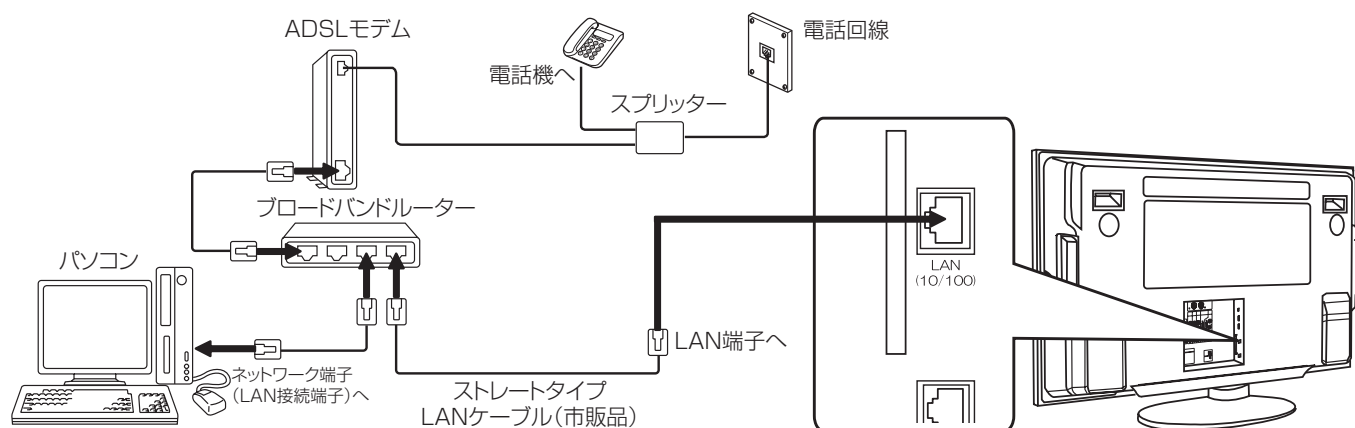 ADSLモデム
電話機へ
電話回線
スプリッター
ブロードバンドルーター
パソコン
LAN
(10/100)
LAN端子へ
ネットワーク端子
(LAN接続端子)へ
ストレートタイプ
LANケーブル(市販品)